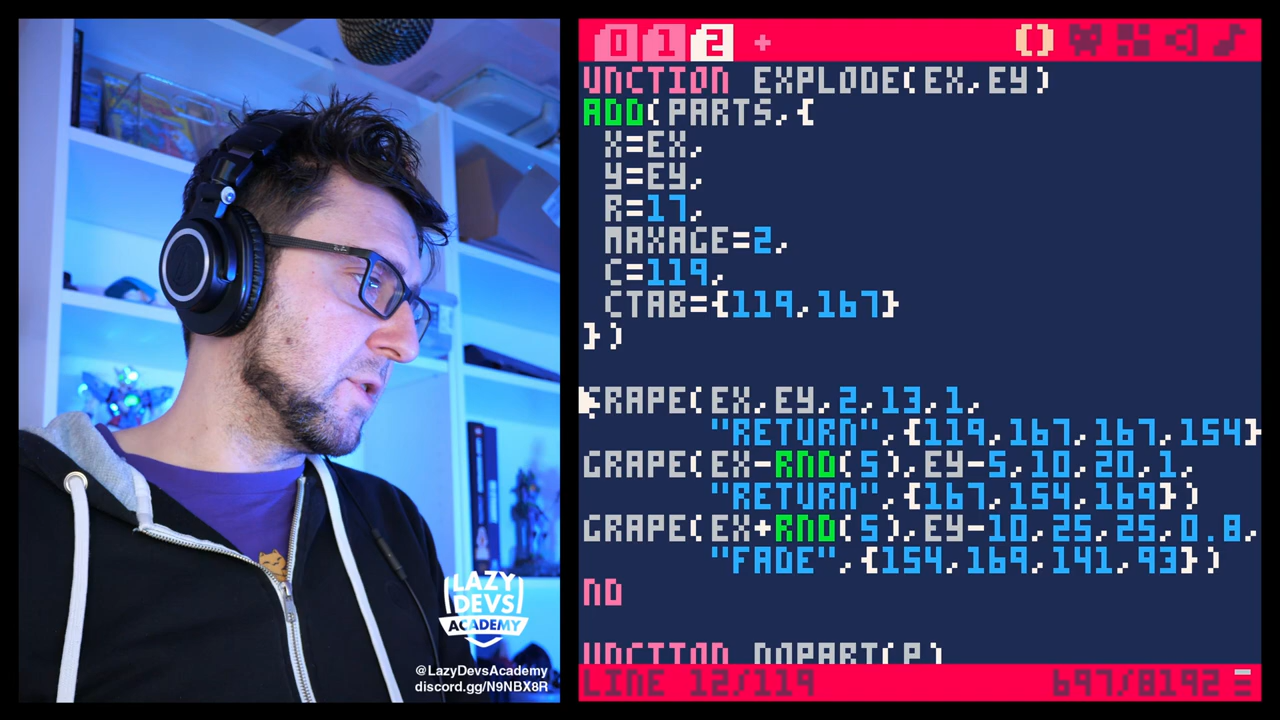 LAZY
DEVS
ACADEMY
@LazyDevsAcademy
discord.gg/N9NBX8R
0 1 2 +
UNCTION EXPLODE(EX,EY)
ADD(PARTS,{
X=EX,
Y=EY,
R=17,
MAXAGE=2,
C=119,
CTAB={119,167}
})
GRAPE(EX,EY,2,13,1,
"RETURN",{119,167,167,154}
GRAPE(EX-RND(5),EY-5,10,20,1,
"RETURN",{167,154,169})
GRAPE(EX+RND(5),EY-10,25,25,0.8,
"FADE",{154,169,141,93})
ND
UNCTION DOPART(P)
LINE 12/119
697/8192